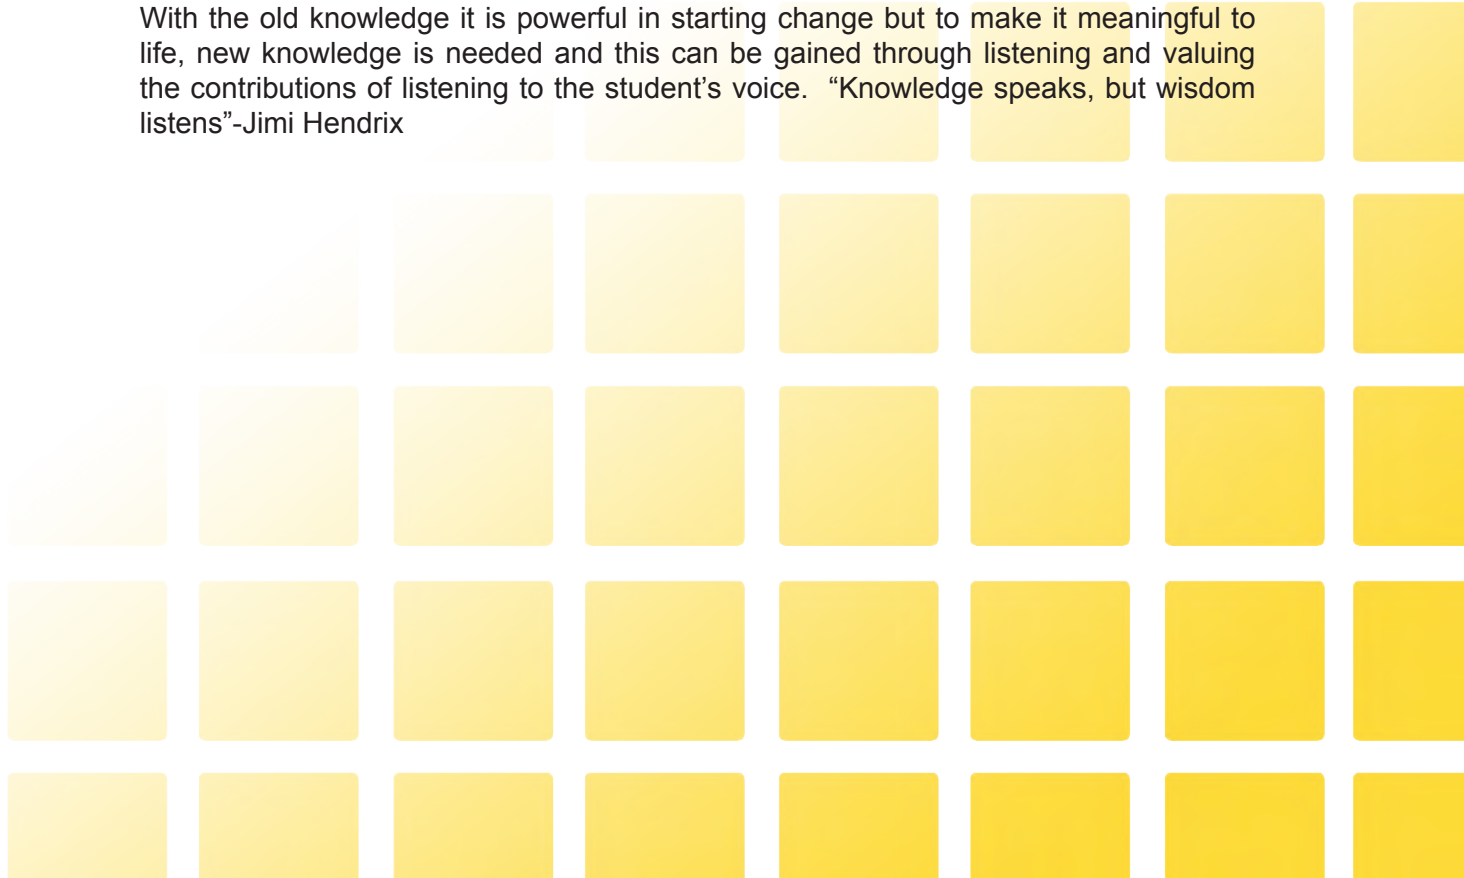 With the old knowledge it is powerful in starting change but to make it meaningful to
life, new knowledge is needed and this can be gained through listening and valuing
the contributions of listening to the student’s voice.  “Knowledge speaks, but wisdom
listens”-Jimi Hendrix